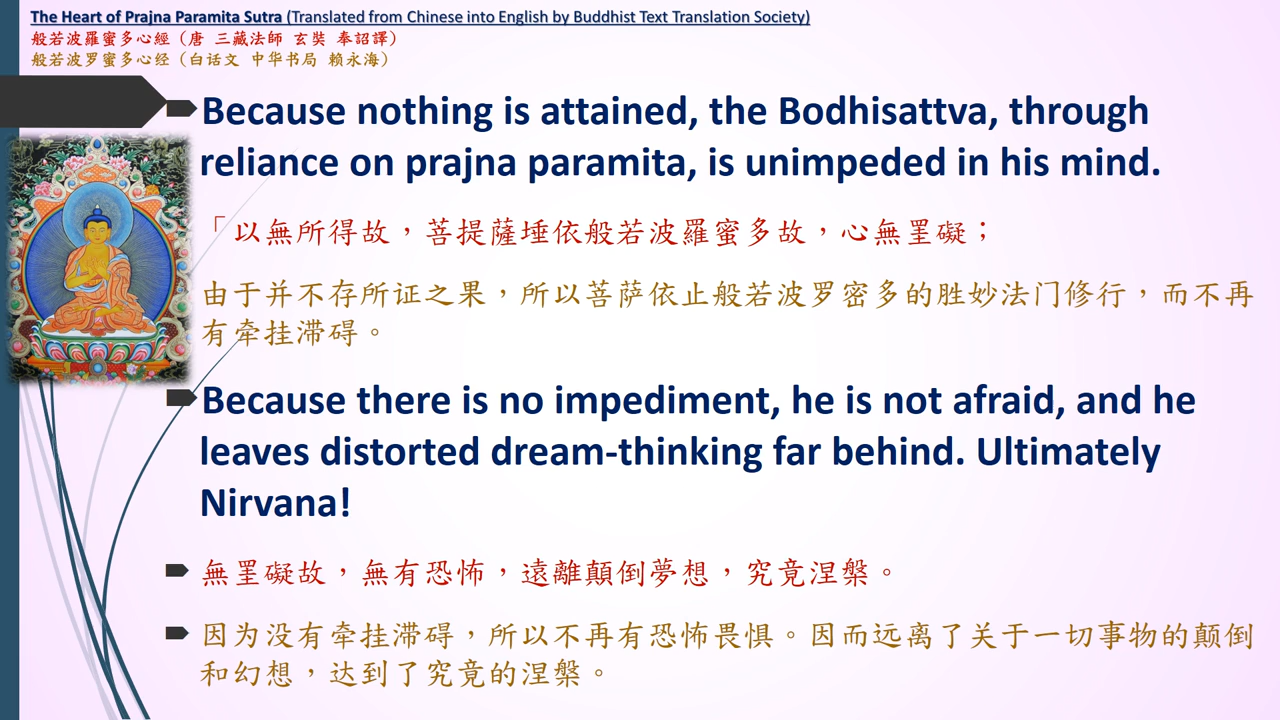 The Heart of Prajna Paramita Sutra (Translated from Chinese into English by Buddhist Text Translation Society)
般若波羅蜜多心經（唐 三藏法師 玄奘 奉詔譯）
般若波罗蜜多心经（白话文 中华书局 赖永海）
Because nothing is attained, the Bodhisattva, through
reliance on prajna paramita, is unimpeded in his mind.
「以無所得故，菩提薩埵依般若波羅蜜多故，心無罣礙；
由于并不存所证之果，所以菩萨依止般若波罗密多的胜妙法门修行，而不再
有牵挂滞碍。
Because there is no impediment, he is not afraid, and he
leaves distorted dream-thinking far behind. Ultimately
Nirvana!
無罣礙故，無有恐怖，遠離顛倒夢想，究竟涅槃。
因为没有牵挂滞碍，所以不再有恐怖畏惧。因而远离了关于一切事物的颠倒
和幻想，达到了究竟的涅槃。